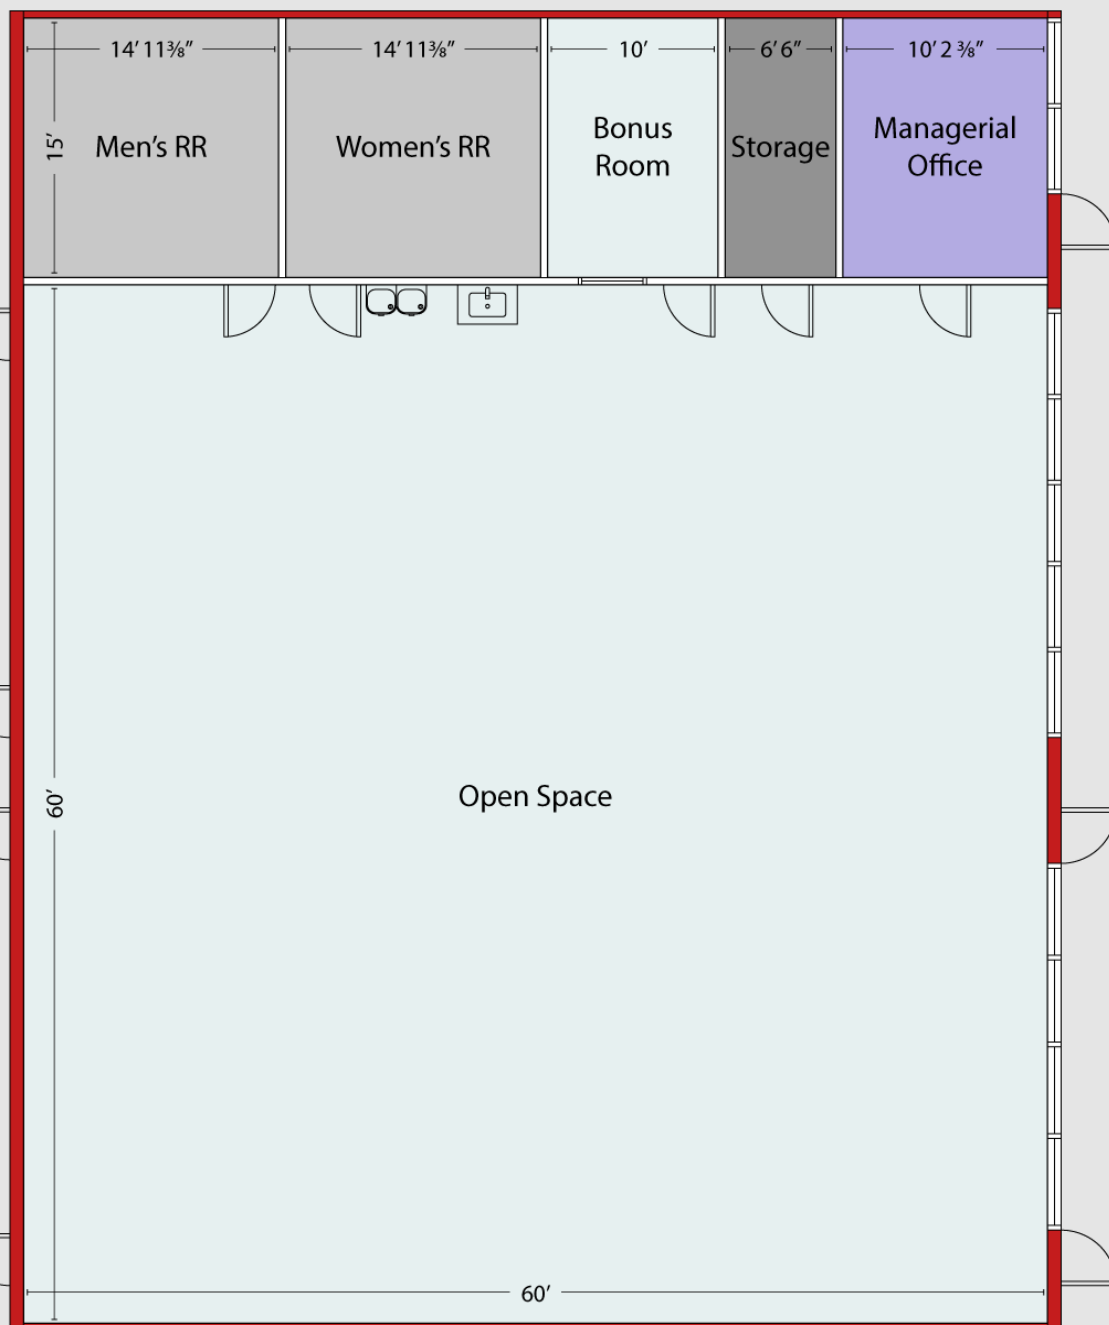 14’ 11⅜”
14’ 11⅜”
10’
6’ 6”
10’ 2 ⅜”
15’
Men’s RR
Women’s RR
Bonus
Room
Storage
Managerial
Office
60’
Open Space
60’